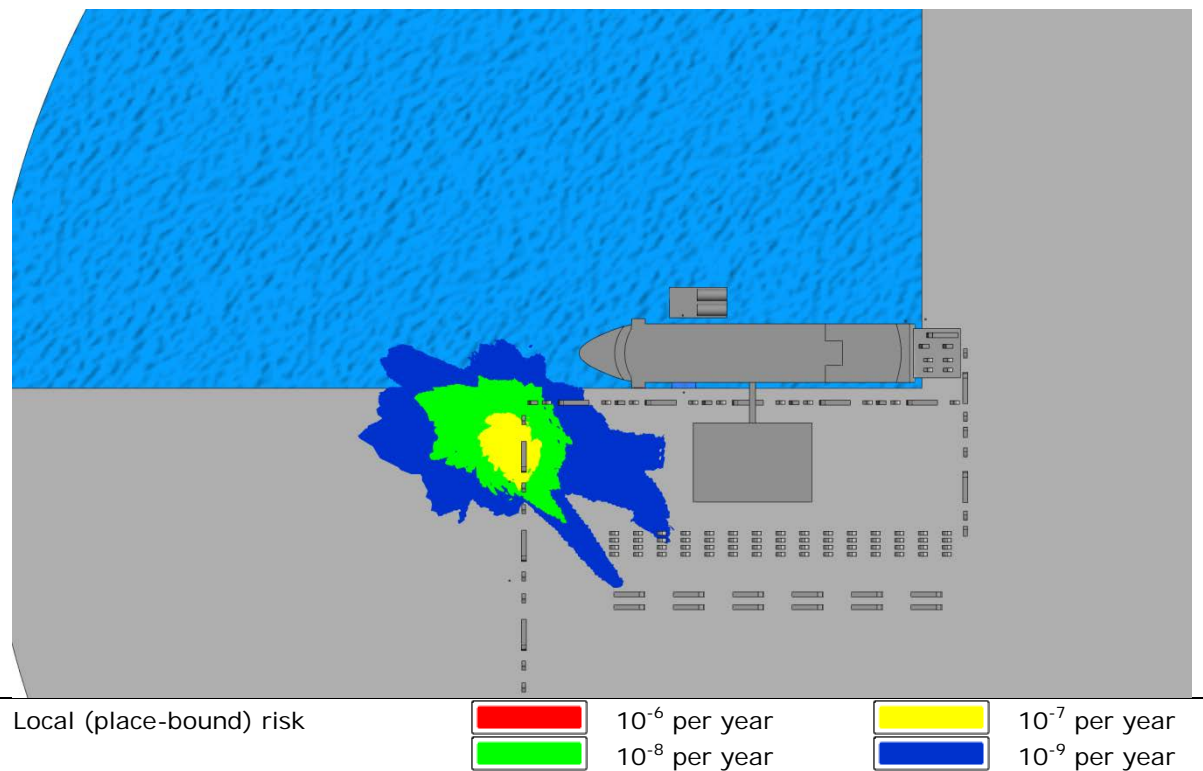 Local (place-bound) risk 10⁻⁶ per year 10⁻⁷ per year
10⁻⁸ per year 10⁻⁹ per year